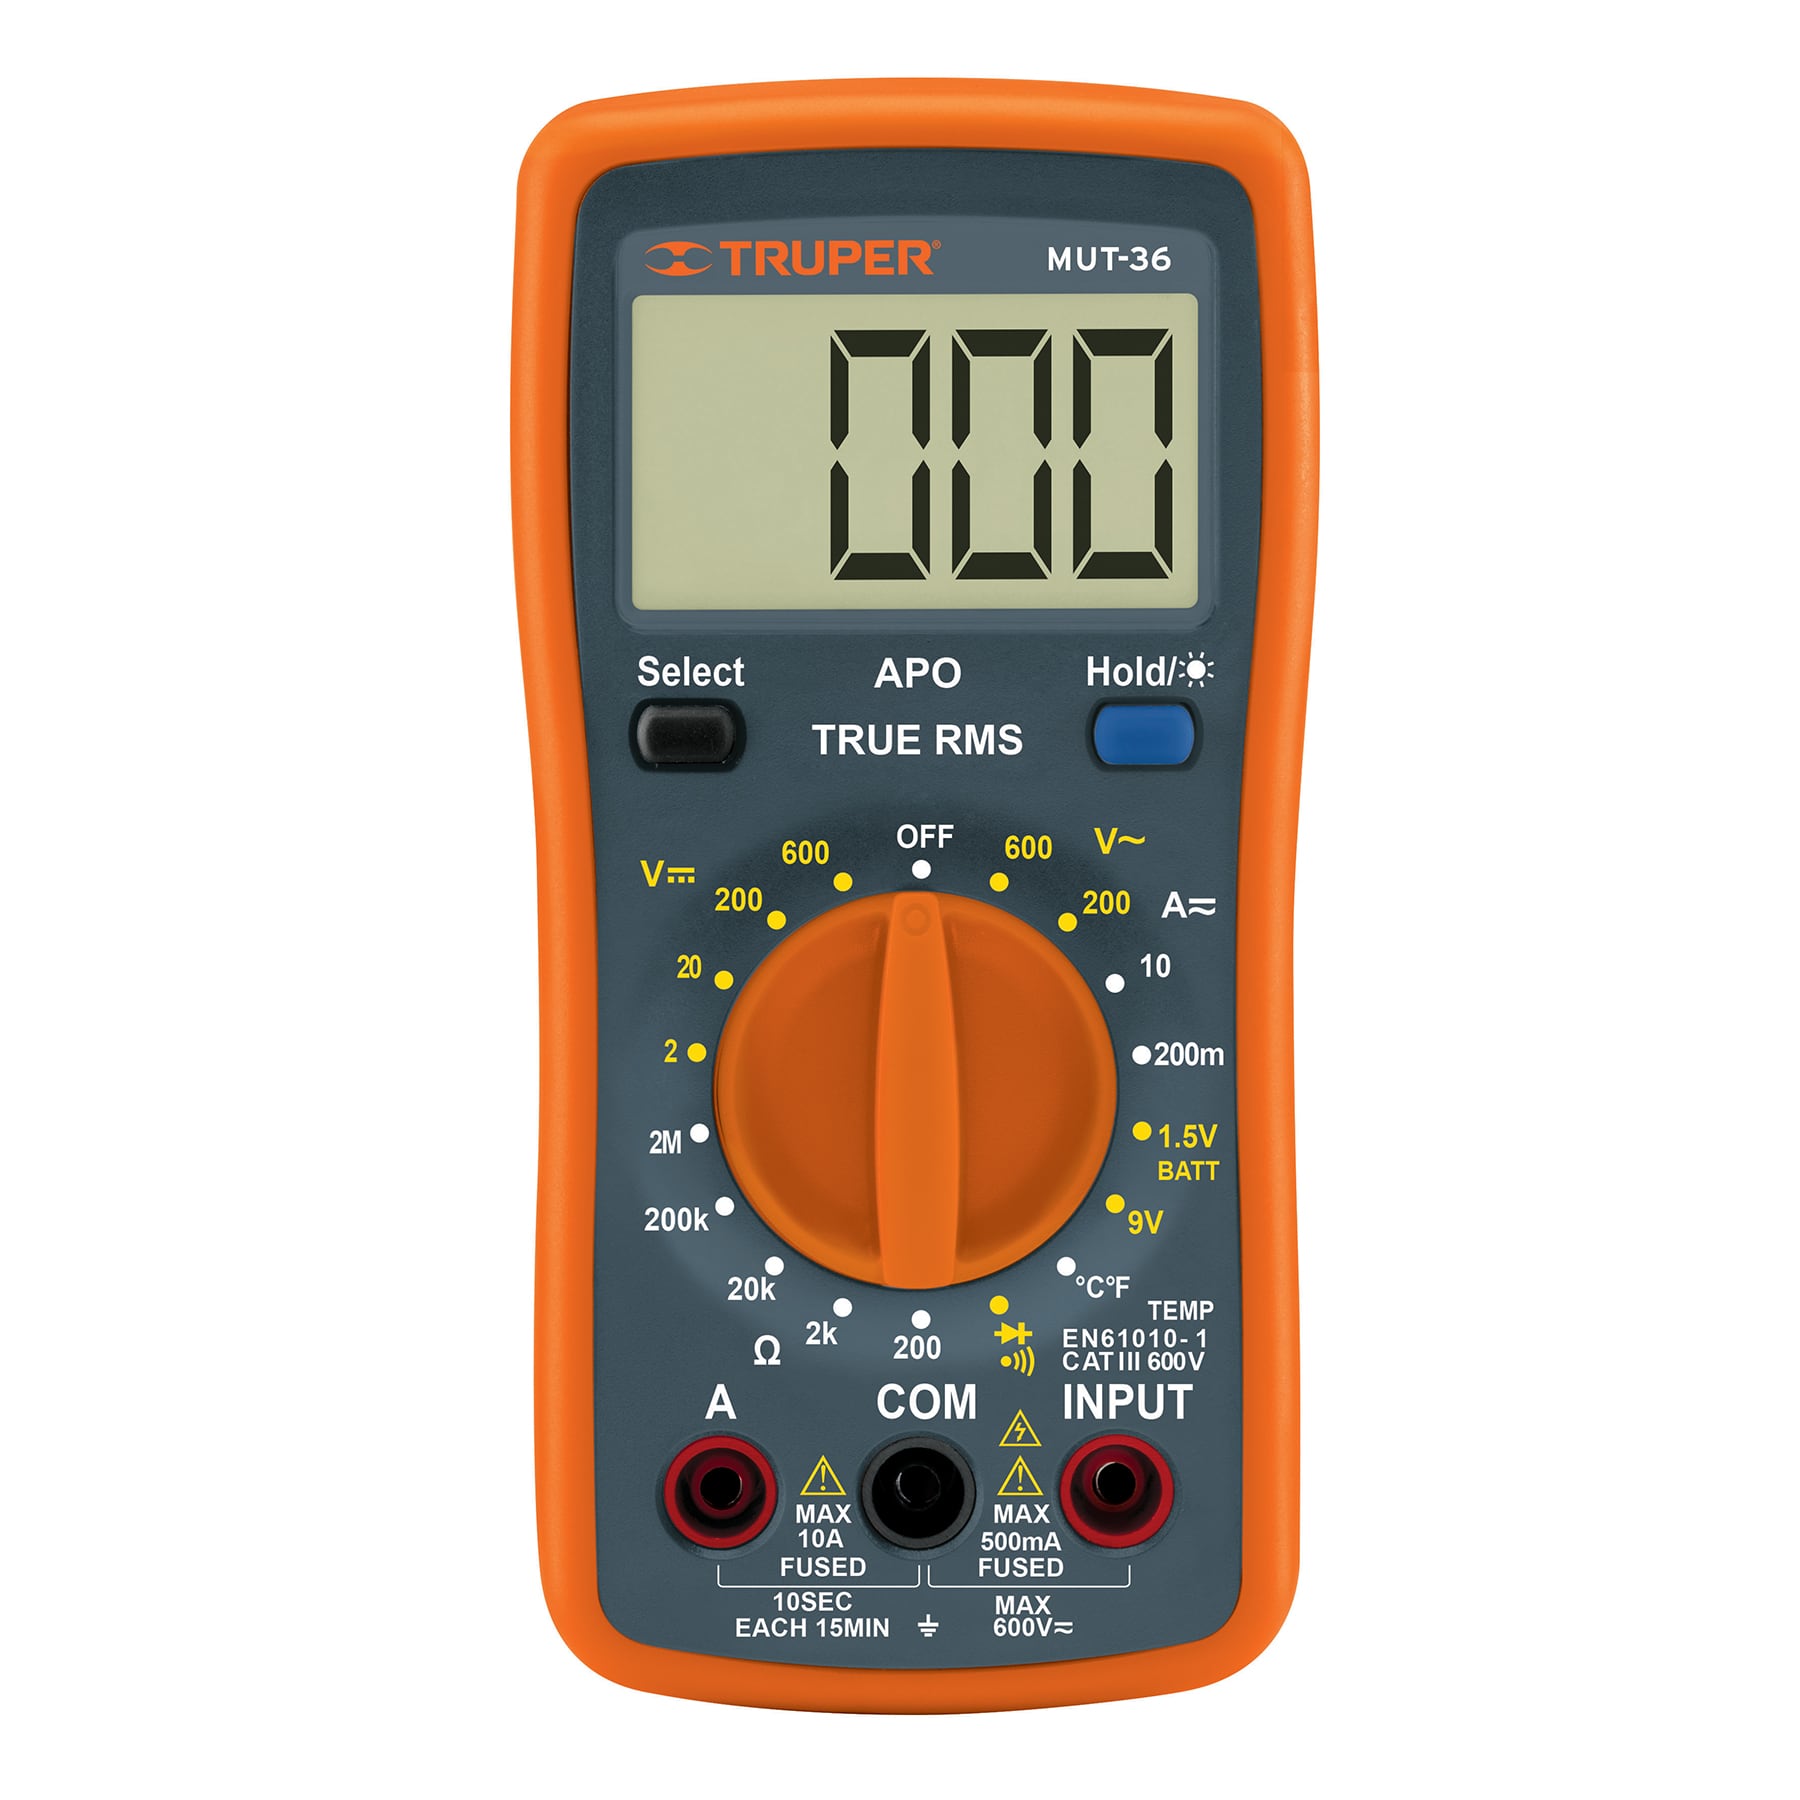 TRUPER® MUT-36
000
Select APO Hold/
TRUE RMS
OFF
600 600 V~
V⎓ 200 200 A≂
20 10
2 200m
2M 1.5V
BATT
200k 9V
20k °C°F
TEMP
Ω 2k 200 EN61010-1
CAT III 600V
A COM INPUT
MAX MAX
10A 500mA
FUSED FUSED
10SEC MAX
EACH 15MIN 600V≂